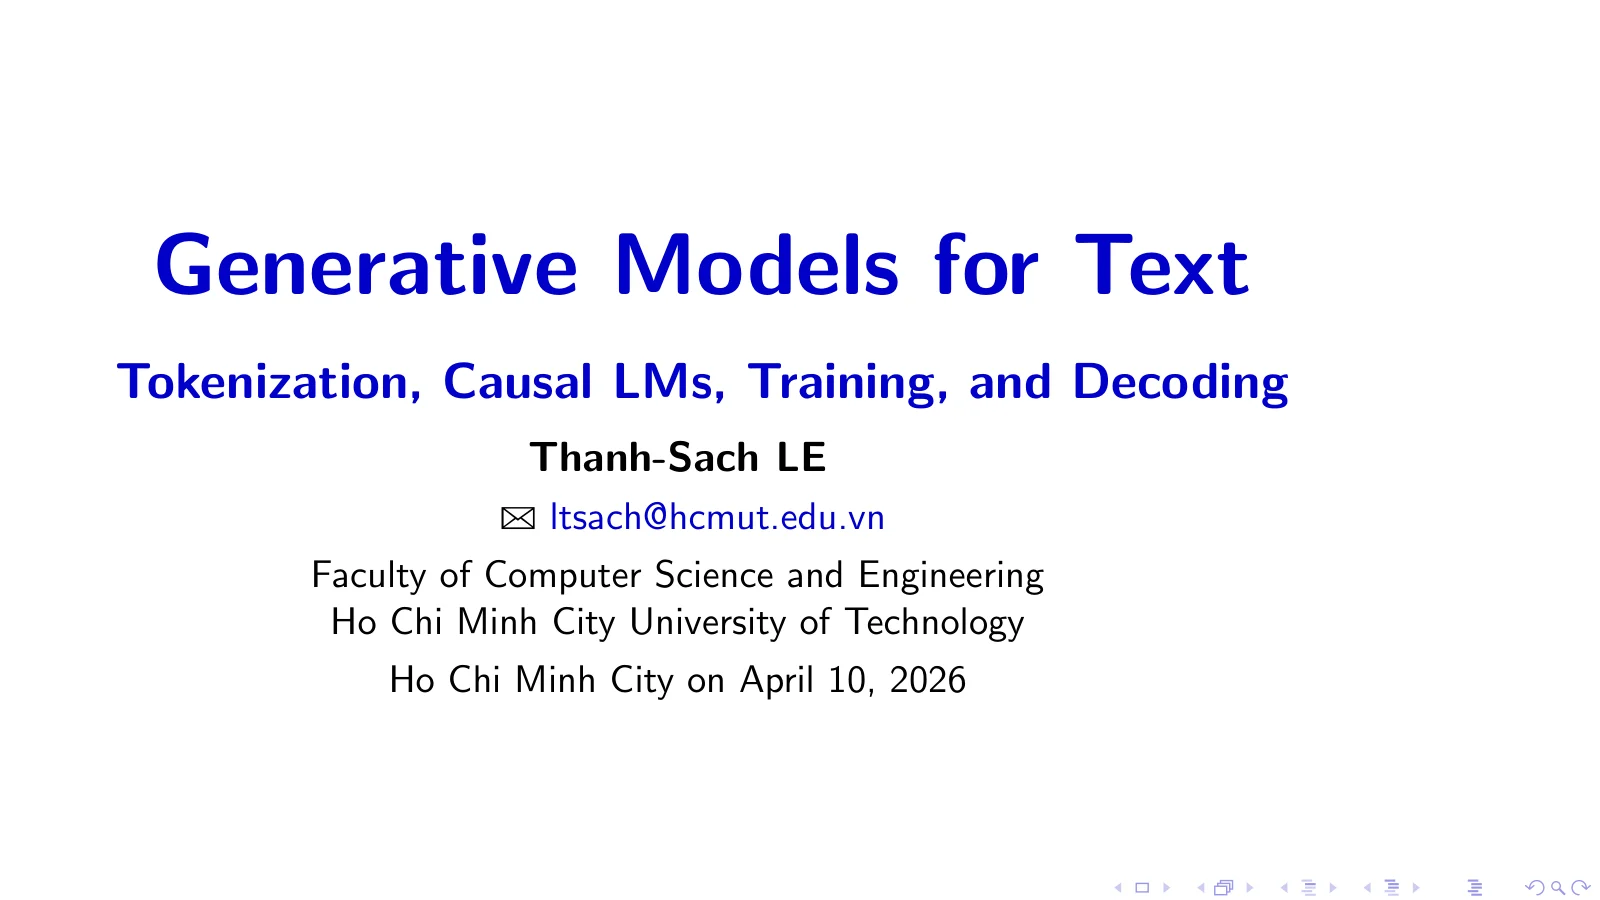 Generative Models for Text
Tokenization, Causal LMs, Training, and Decoding
Thanh-Sach LE
ltsach@hcmut.edu.vn
Faculty of Computer Science and Engineering
Ho Chi Minh City University of Technology
Ho Chi Minh City on April 10, 2026